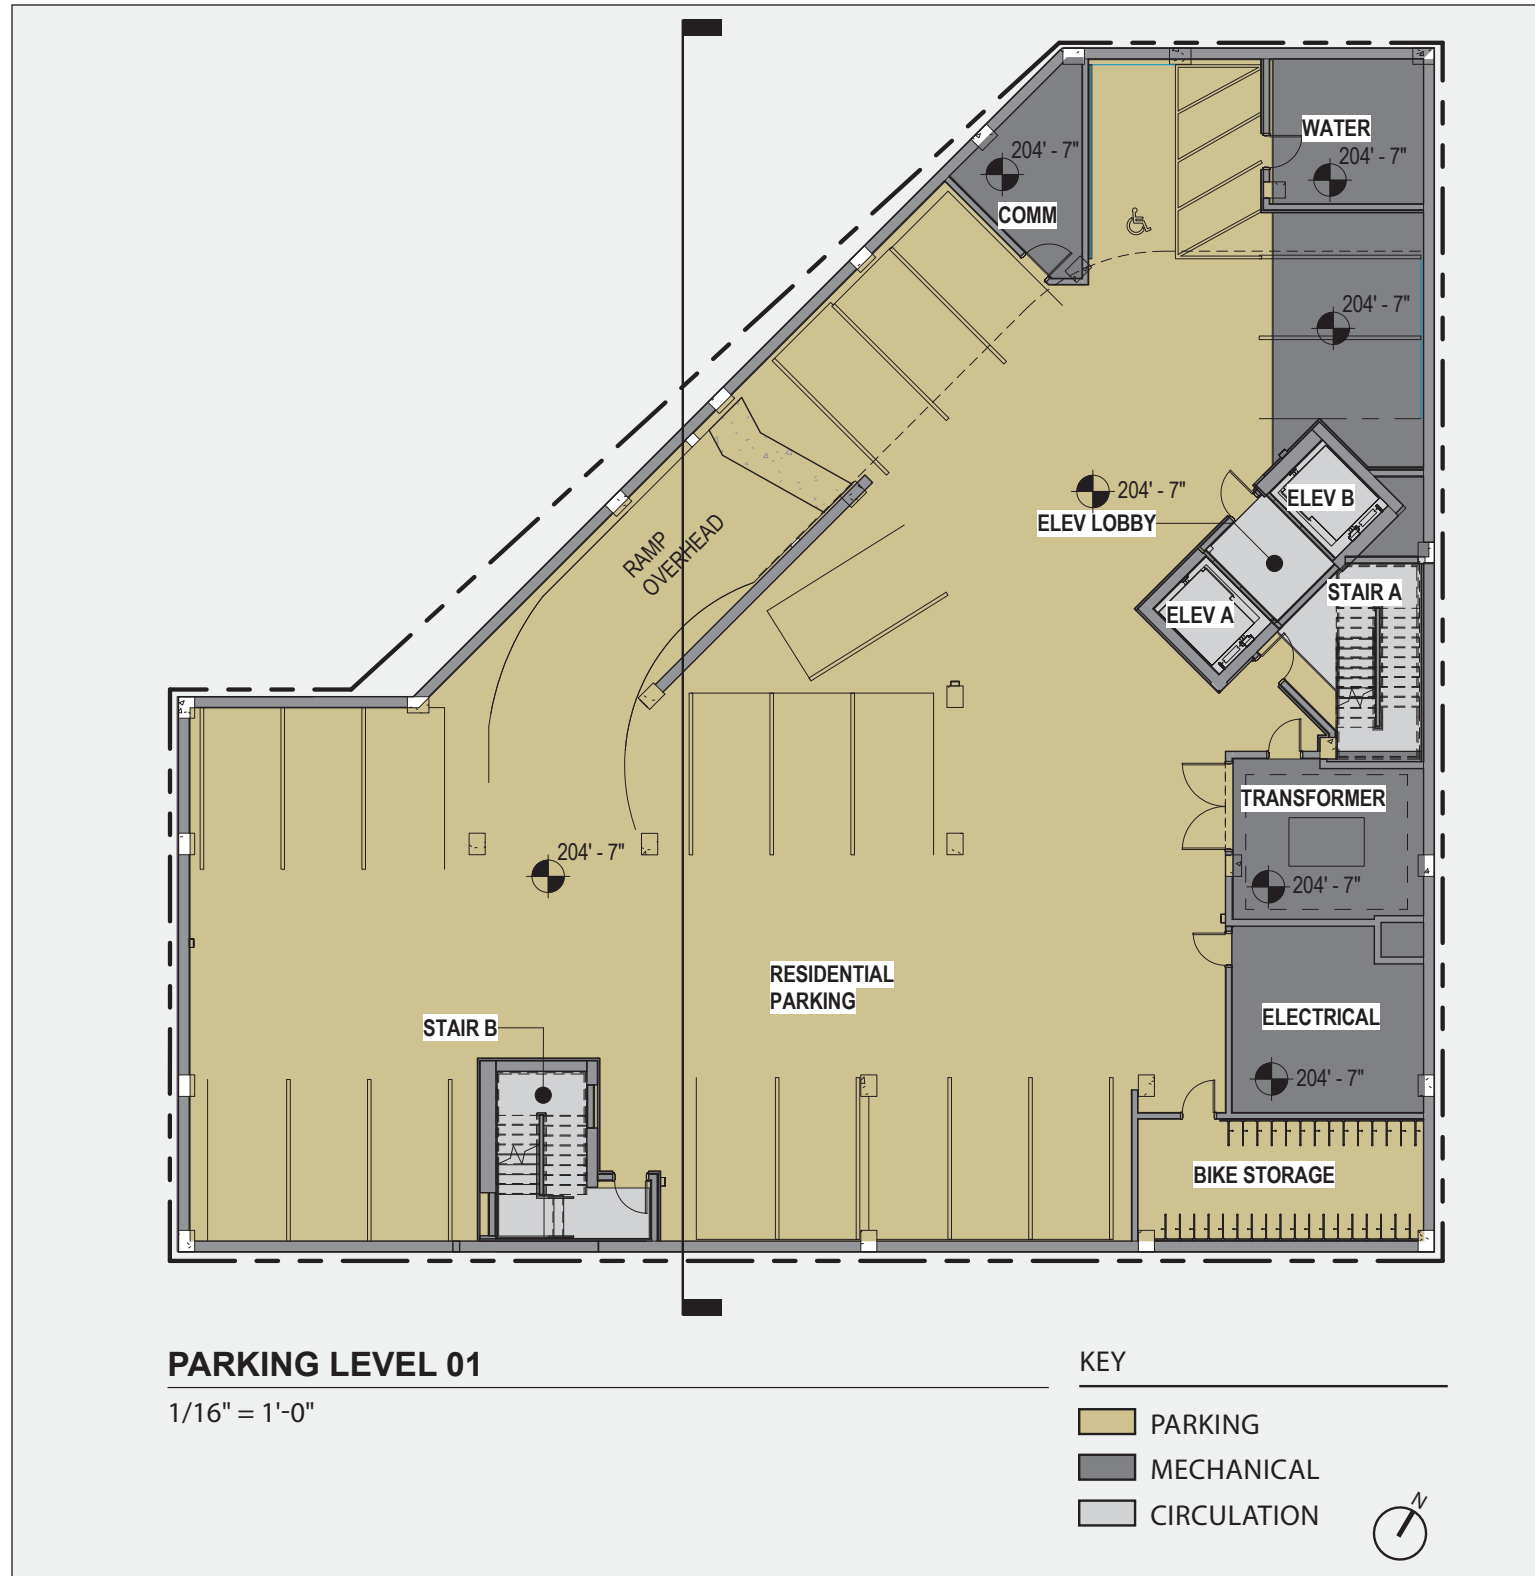 WATER
204' - 7"
204' - 7"
COMM
204' - 7"
204' - 7"
ELEV B
ELEV LOBBY
RAMP
OVERHEAD
STAIR A
ELEV A
TRANSFORMER
204' - 7"
204' - 7"
RESIDENTIAL
PARKING
STAIR B
ELECTRICAL
204' - 7"
BIKE STORAGE
PARKING LEVEL 01
1/16" = 1'-0"
KEY
PARKING
MECHANICAL
CIRCULATION
N